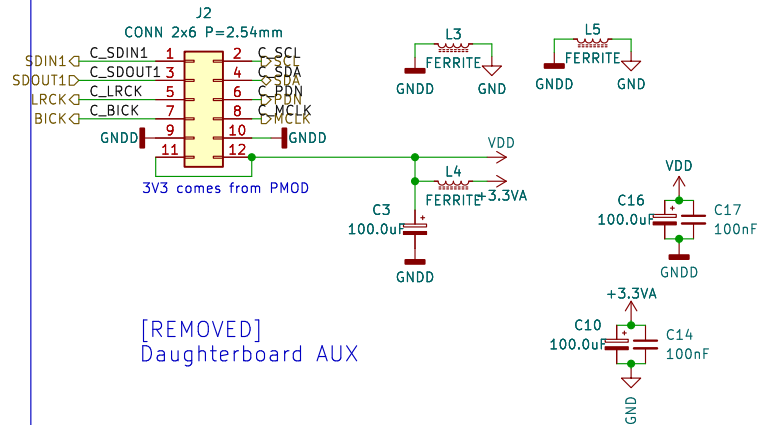 J2
CONN 2x6 P=2.54mm
SDIN1 C_SDIN1 1 2 C_SCL SCL
SDOUT1 C_SDOUT1 3 4 C_SDA SDA
LRCK C_LRCK 5 6 C_PDN PDN
BICK C_BICK 7 8 C_MCLK MCLK
GNDD 9 10 GNDD
11 12
3V3 comes from PMOD
L3
FERRITE
GNDD GND
L5
FERRITE
GNDD GND
VDD
L4
FERRITE
+3.3VA
C3
100.0uF
+
GNDD
VDD
C16
100.0uF
+
C17
100nF
GNDD
+3.3VA
C10
100.0uF
+
C14
100nF
GND
[REMOVED]
Daughterboard AUX